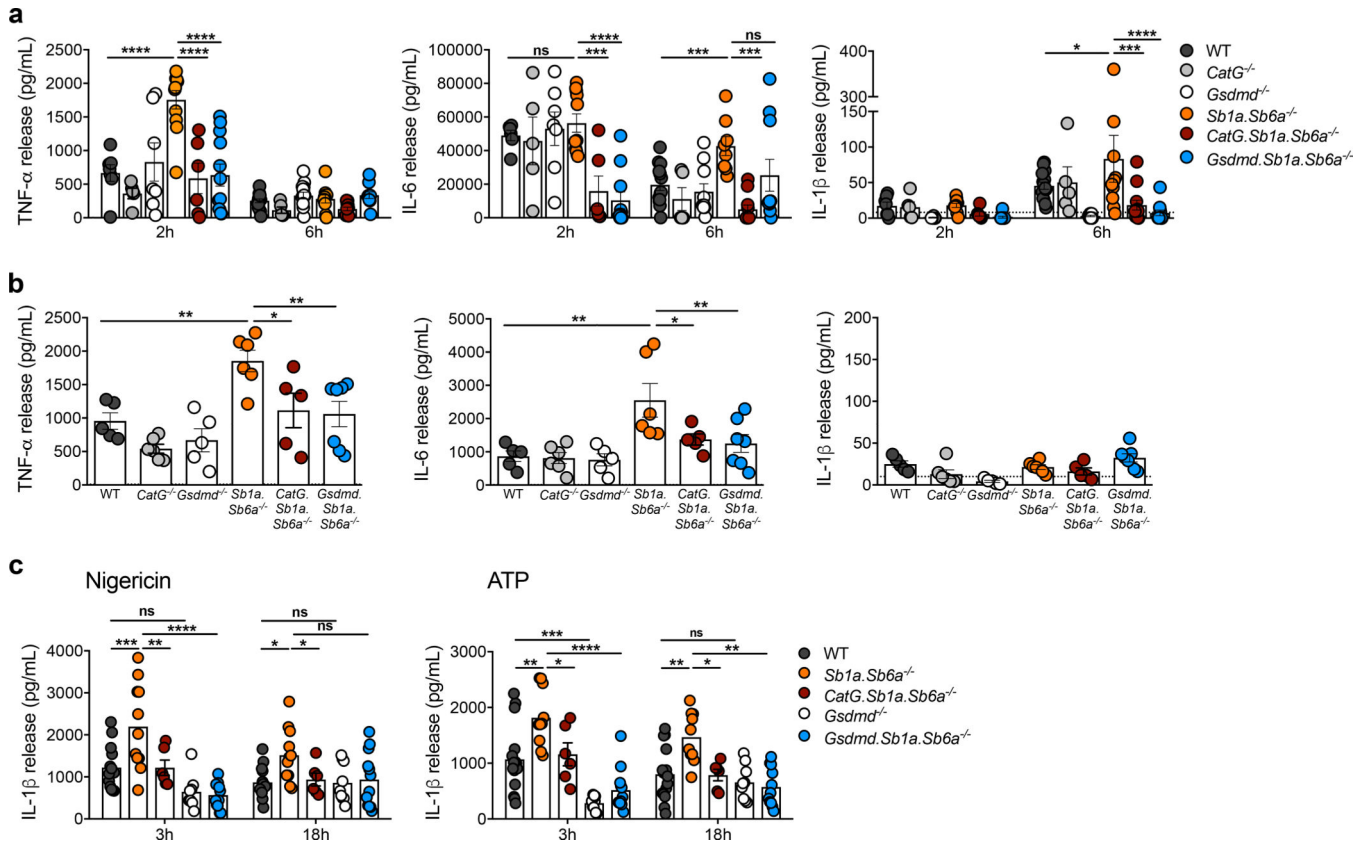 a
TNF-α release (pg/mL)
2500
2000
1500
1000
500
0
****
****
****
2h
6h
IL-6 release (pg/mL)
100000
80000
60000
40000
20000
0
ns
****
***
***
ns
***
2h
6h
IL-1β release (pg/mL)
400
300
100
50
0
*
****
***
2h
6h
WT
CatG-/-
Gsdmd-/-
Sb1a.Sb6a-/-
CatG.Sb1a.Sb6a-/-
Gsdmd.Sb1a.Sb6a-/-
b
TNF-α release (pg/mL)
2500
2000
1500
1000
500
0
**
**
*
WT
CatG-/-
Gsdmd-/-
Sb1a.
Sb6a-/-
CatG.
Sb1a.
Sb6a-/-
Gsdmd.
Sb1a.
Sb6a-/-
IL-6 release (pg/mL)
5000
4000
3000
2000
1000
0
**
**
*
WT
CatG-/-
Gsdmd-/-
Sb1a.
Sb6a-/-
CatG.
Sb1a.
Sb6a-/-
Gsdmd.
Sb1a.
Sb6a-/-
IL-1β release (pg/mL)
200
150
100
50
0
WT
CatG-/-
Gsdmd-/-
Sb1a.
Sb6a-/-
CatG.
Sb1a.
Sb6a-/-
Gsdmd.
Sb1a.
Sb6a-/-
c
Nigericin
IL-1β release (pg/mL)
4000
3000
2000
1000
0
ns
****
***
**
ns
ns
*
*
3h
18h
ATP
IL-1β release (pg/mL)
3000
2000
1000
0
***
****
**
*
ns
**
**
*
3h
18h
WT
Sb1a.Sb6a-/-
CatG.Sb1a.Sb6a-/-
Gsdmd-/-
Gsdmd.Sb1a.Sb6a-/-